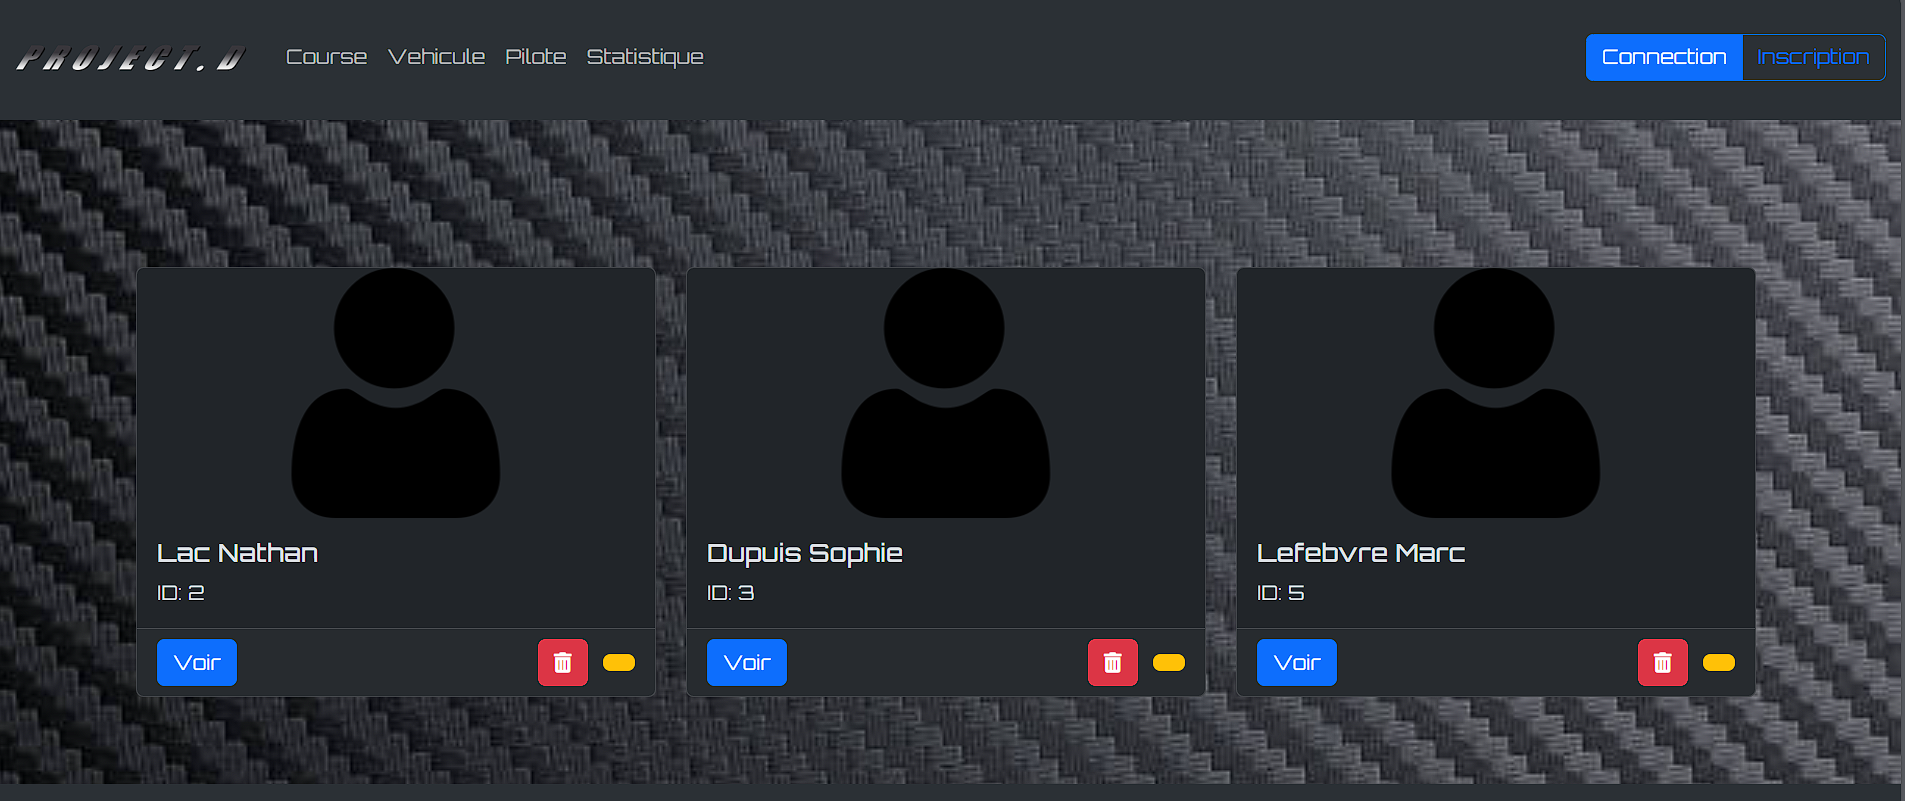 PROJECT.D Course Vehicule Pilote Statistique Connection Inscription
Lac Nathan
ID: 2
Voir
Dupuis Sophie
ID: 3
Voir
Lefebvre Marc
ID: 5
Voir